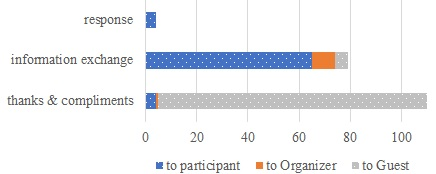 response
information exchange
thanks & compliments
0 20 40 60 80 100
to participant to Organizer to Guest